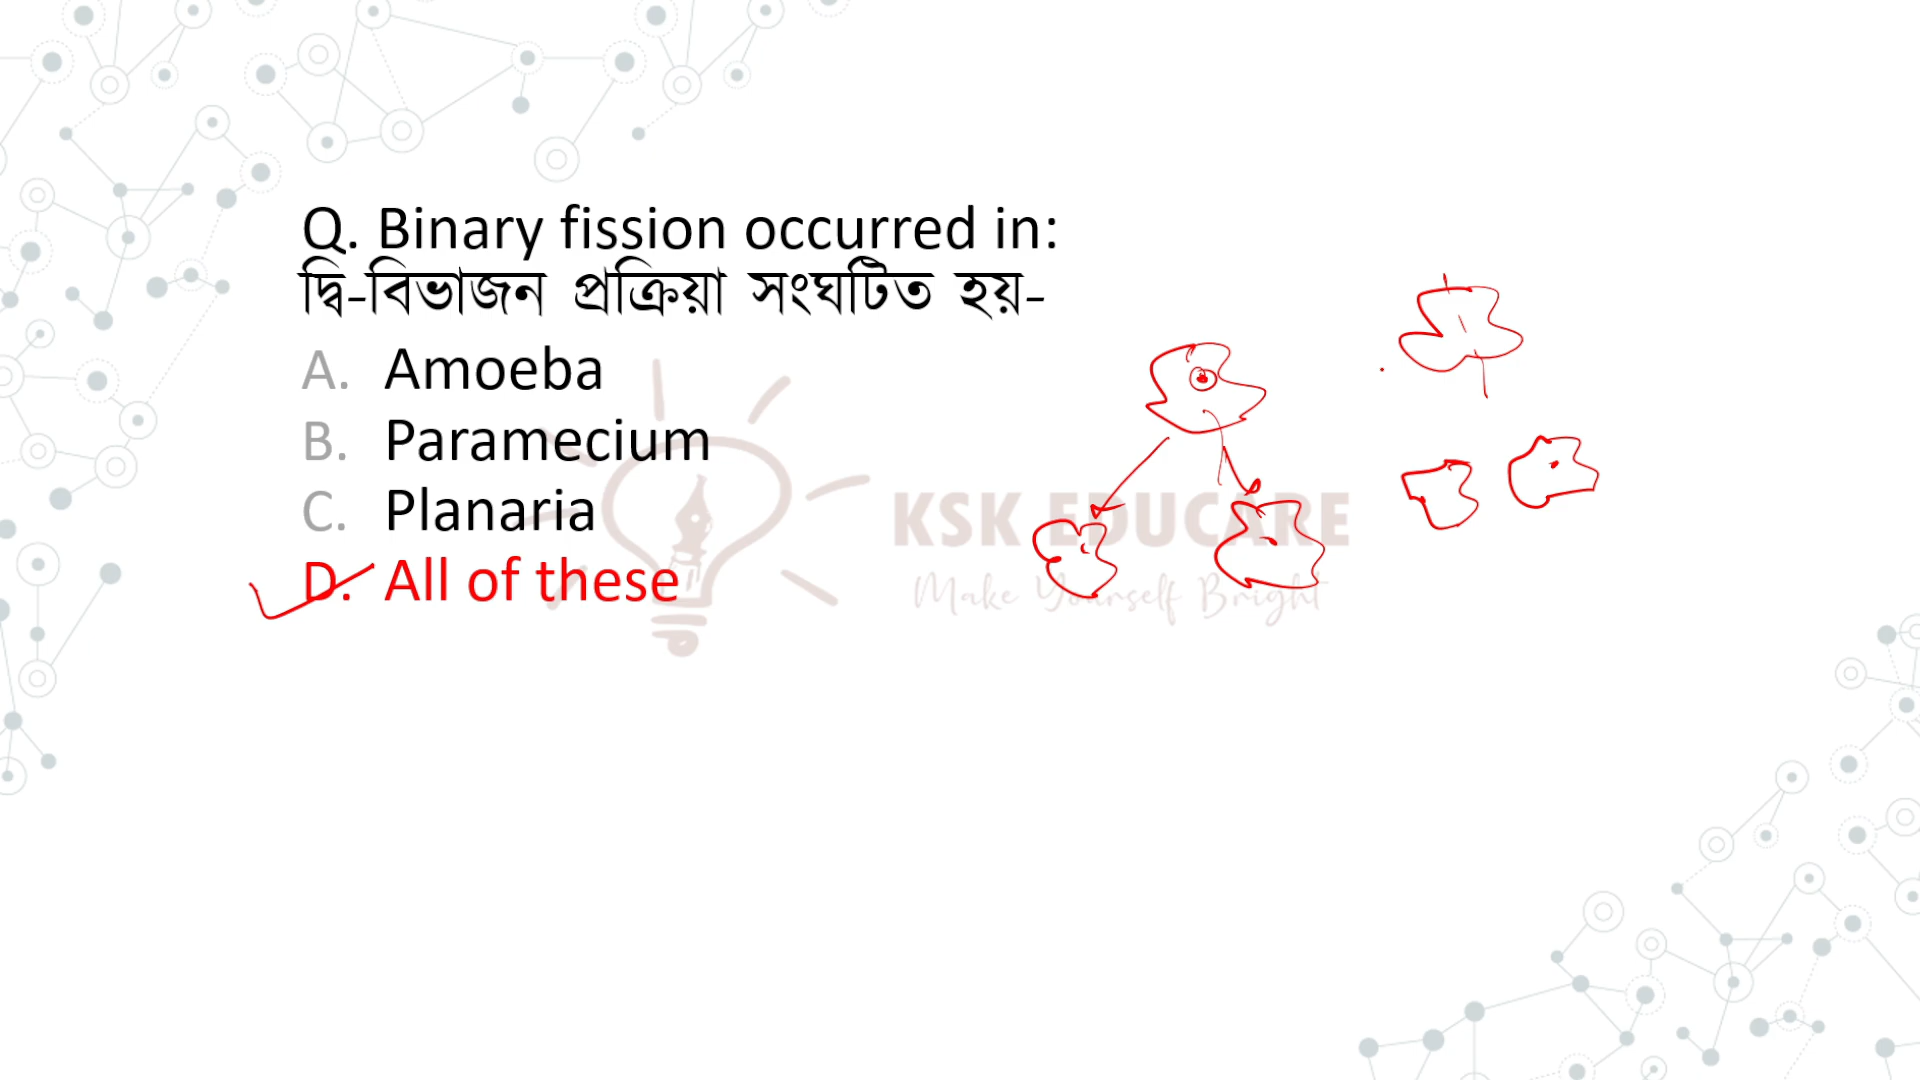 Q. Binary fission occurred in:
দ্বি-বিভাজন প্রক্রিয়া সংঘটিত হয়-
A. Amoeba
B. Paramecium
C. Planaria
D. All of these
KSK EDUCARE
Make Yourself Bright